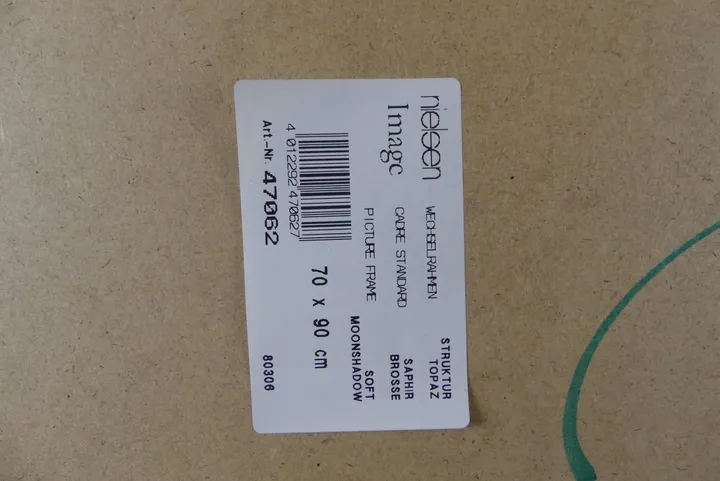 nielsen
Image
WECHSELRAHMEN
CADRE STANDARD
PICTURE FRAME
STRUKTUR
TOPAZ
SAPHIR
BROSSE
SOFT
MOONSHADOW
4 012292 470627
70 x 90 cm
Art-Nr. 47062
80306